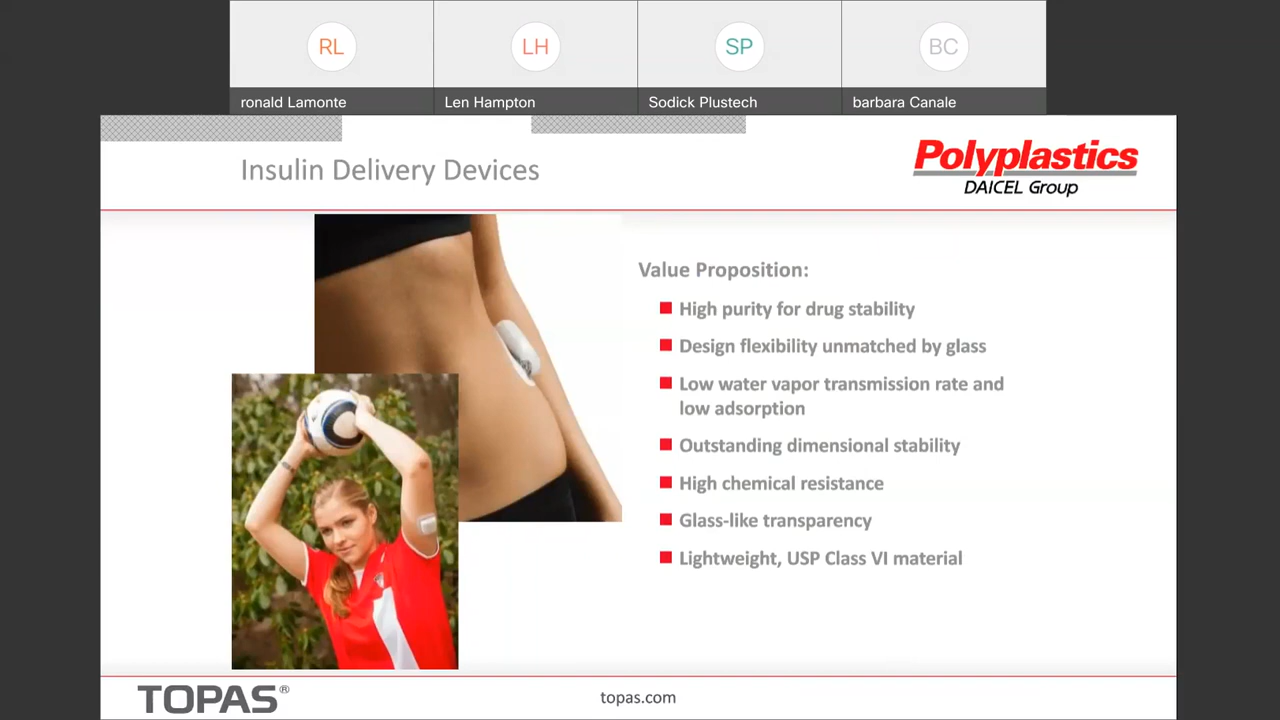 RL
LH
SP
BC
ronald Lamonte
Len Hampton
Sodick Plustech
barbara Canale
Insulin Delivery Devices
Polyplastics
DAICEL Group
Value Proposition:
High purity for drug stability
Design flexibility unmatched by glass
Low water vapor transmission rate and
low adsorption
Outstanding dimensional stability
High chemical resistance
Glass-like transparency
Lightweight, USP Class VI material
TOPAS®
topas.com